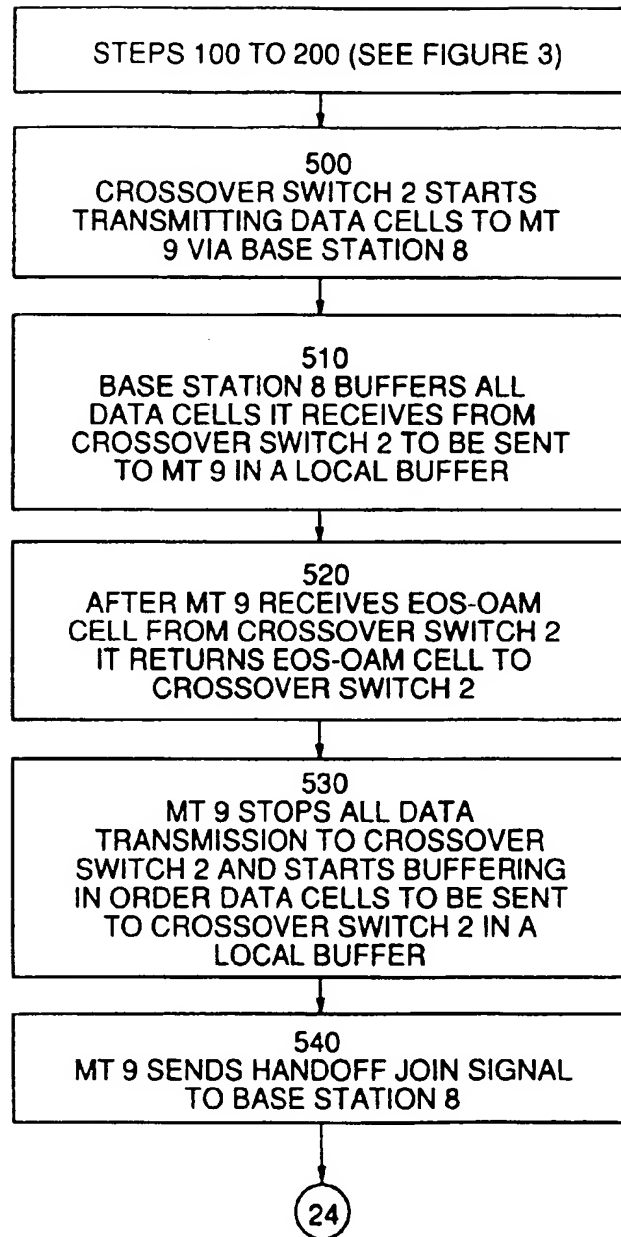 STEPS 100 TO 200 (SEE FIGURE 3)
500
CROSSOVER SWITCH 2 STARTS
TRANSMITTING DATA CELLS TO MT
9 VIA BASE STATION 8
510
BASE STATION 8 BUFFERS ALL
DATA CELLS IT RECEIVES FROM
CROSSOVER SWITCH 2 TO BE SENT
TO MT 9 IN A LOCAL BUFFER
520
AFTER MT 9 RECEIVES EOS-OAM
CELL FROM CROSSOVER SWITCH 2
IT RETURNS EOS-OAM CELL TO
CROSSOVER SWITCH 2
530
MT 9 STOPS ALL DATA
TRANSMISSION TO CROSSOVER
SWITCH 2 AND STARTS BUFFERING
IN ORDER DATA CELLS TO BE SENT
TO CROSSOVER SWITCH 2 IN A
LOCAL BUFFER
540
MT 9 SENDS HANDOFF JOIN SIGNAL
TO BASE STATION 8
24